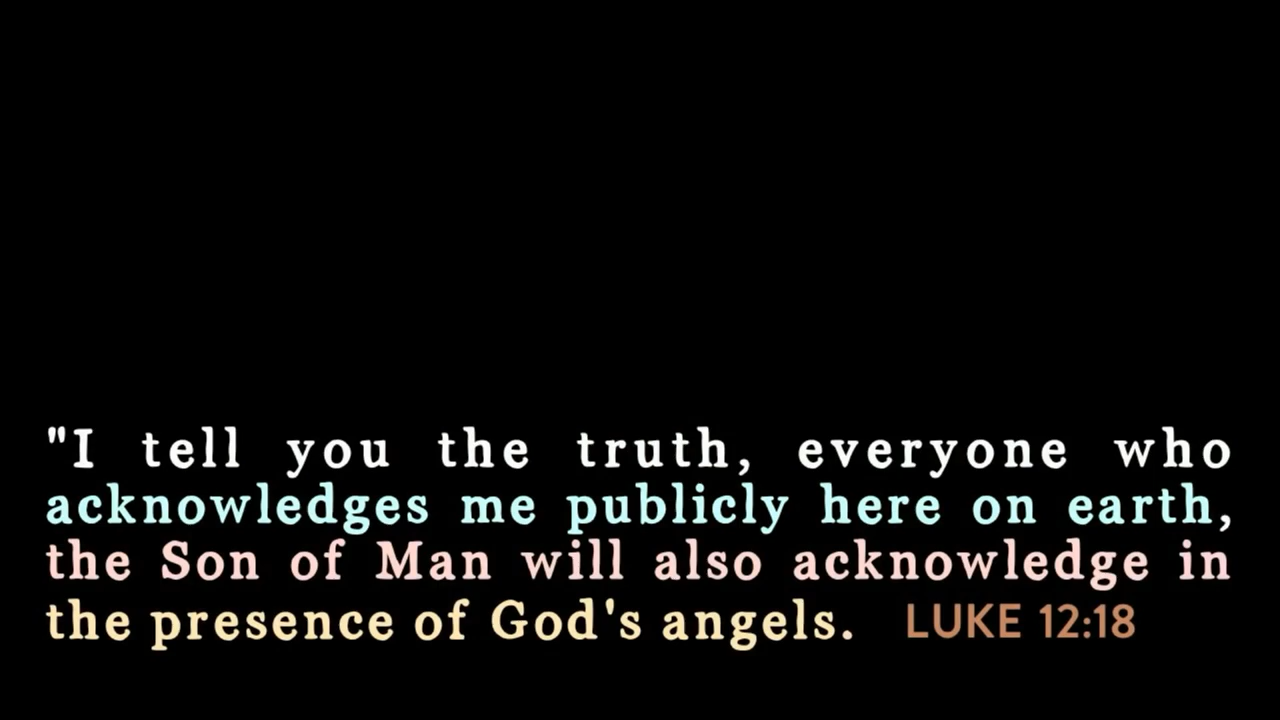 "I tell you the truth, everyone who
acknowledges me publicly here on earth,
the Son of Man will also acknowledge in
the presence of God's angels. LUKE 12:18